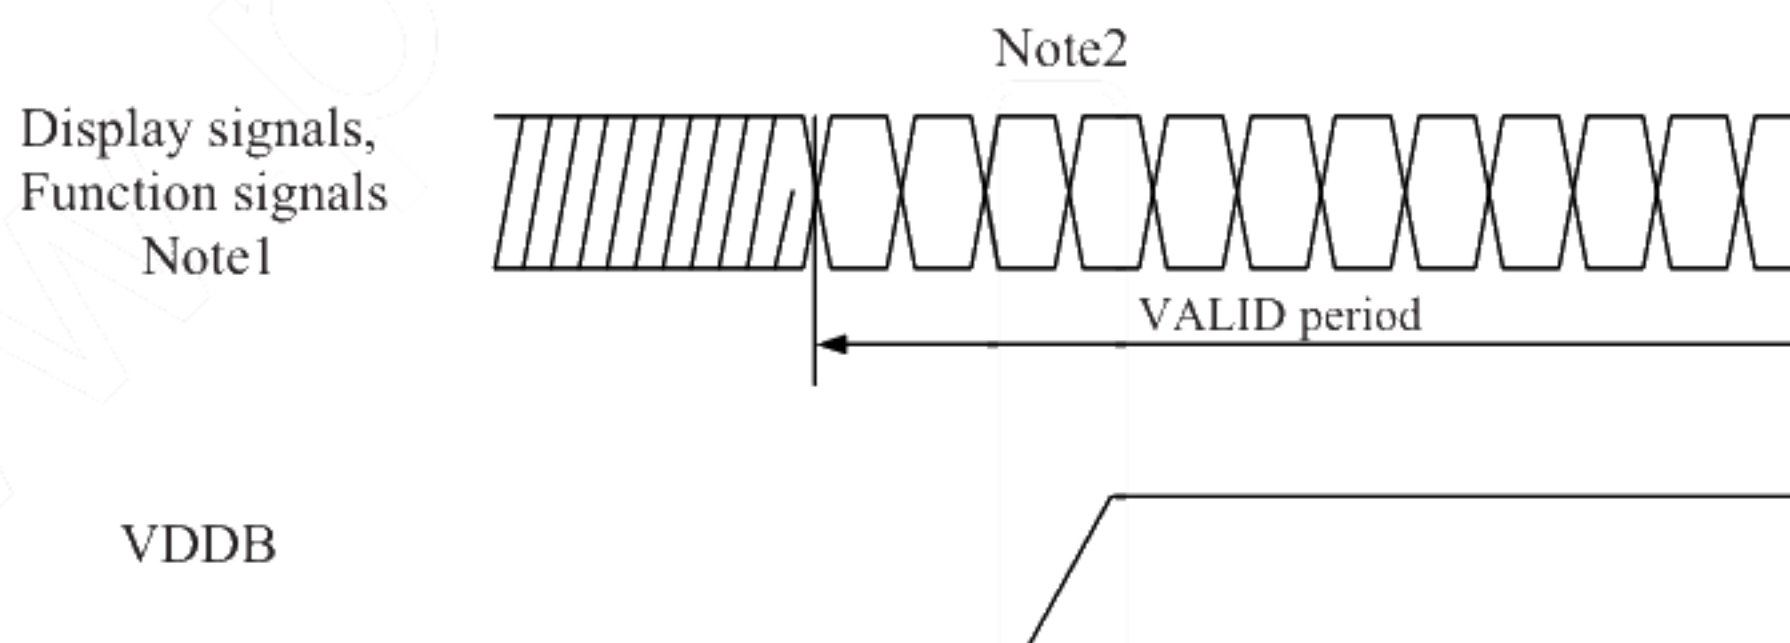 Note2
Display signals,
Function signals
Note1
VALID period
VDDB